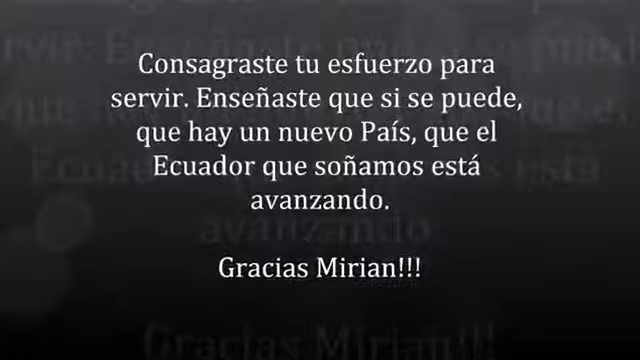 Consagraste tu esfuerzo para
servir. Enseñaste que si se puede,
que hay un nuevo País, que el
Ecuador que soñamos está
avanzando.
Gracias Mirian!!!